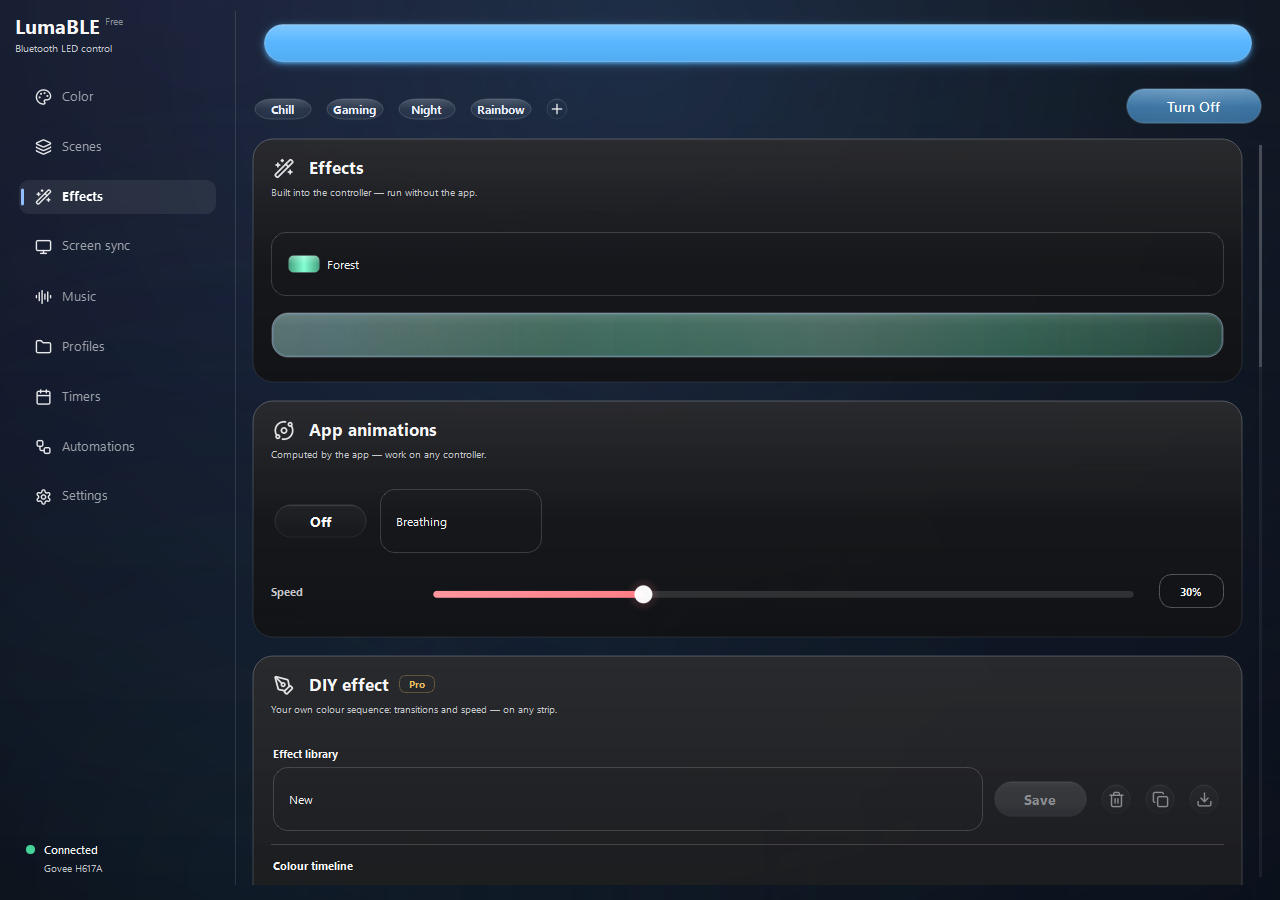 LumaBLE Free
Bluetooth LED control
Color
Scenes
Effects
Screen sync
Music
Profiles
Timers
Automations
Settings
Connected
Govee H617A
Chill
Gaming
Night
Rainbow
Turn Off
Effects
Built into the controller — run without the app.
Forest
App animations
Computed by the app — work on any controller.
Off
Breathing
Speed
30%
DIY effect Pro
Your own colour sequence: transitions and speed — on any strip.
Effect library
New
Save
Colour timeline